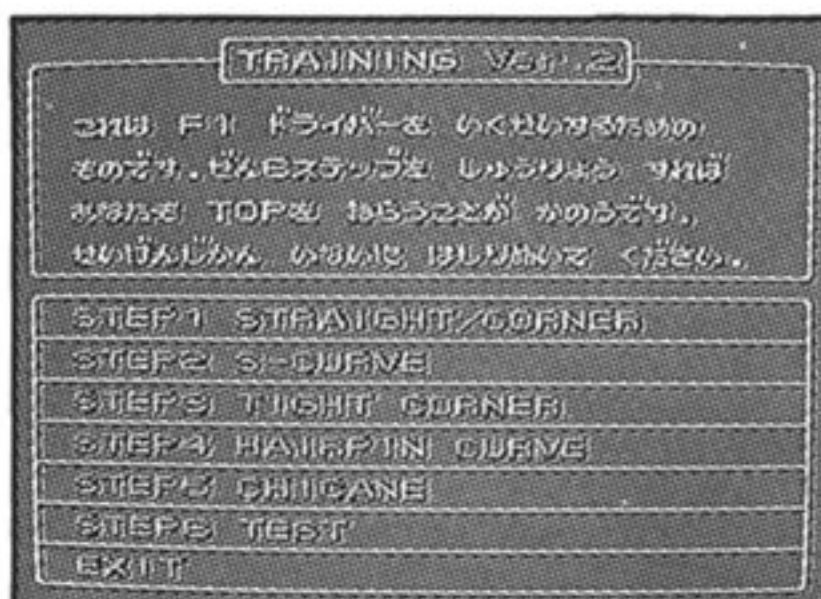 TRAINING Ver.2
これは F1 ドライバーを いくせいするための
ものです.ぜん6ステップを しゅうりょう すれば
あなたも TOPを ねらうことが かのうです.
せいげんじかん いないに はしりぬいて ください.
STEP1 STRAIGHT/CORNER
STEP2 S-CURVE
STEP3 TIGHT CORNER
STEP4 HAIRPIN CURVE
STEP5 CHICANE
STEP6 TEST
EXIT